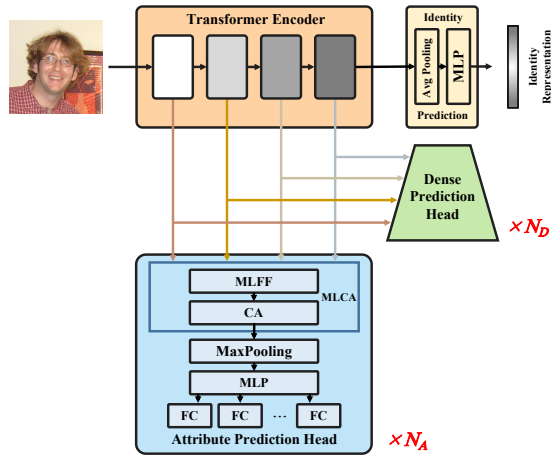 Transformer Encoder
Identity
Avg Pooling
MLP
Prediction
Identity
Representation
Dense
Prediction
Head
×N_D
MLFF
MLCA
CA
MaxPooling
MLP
FC
FC
...
FC
Attribute Prediction Head
×N_A